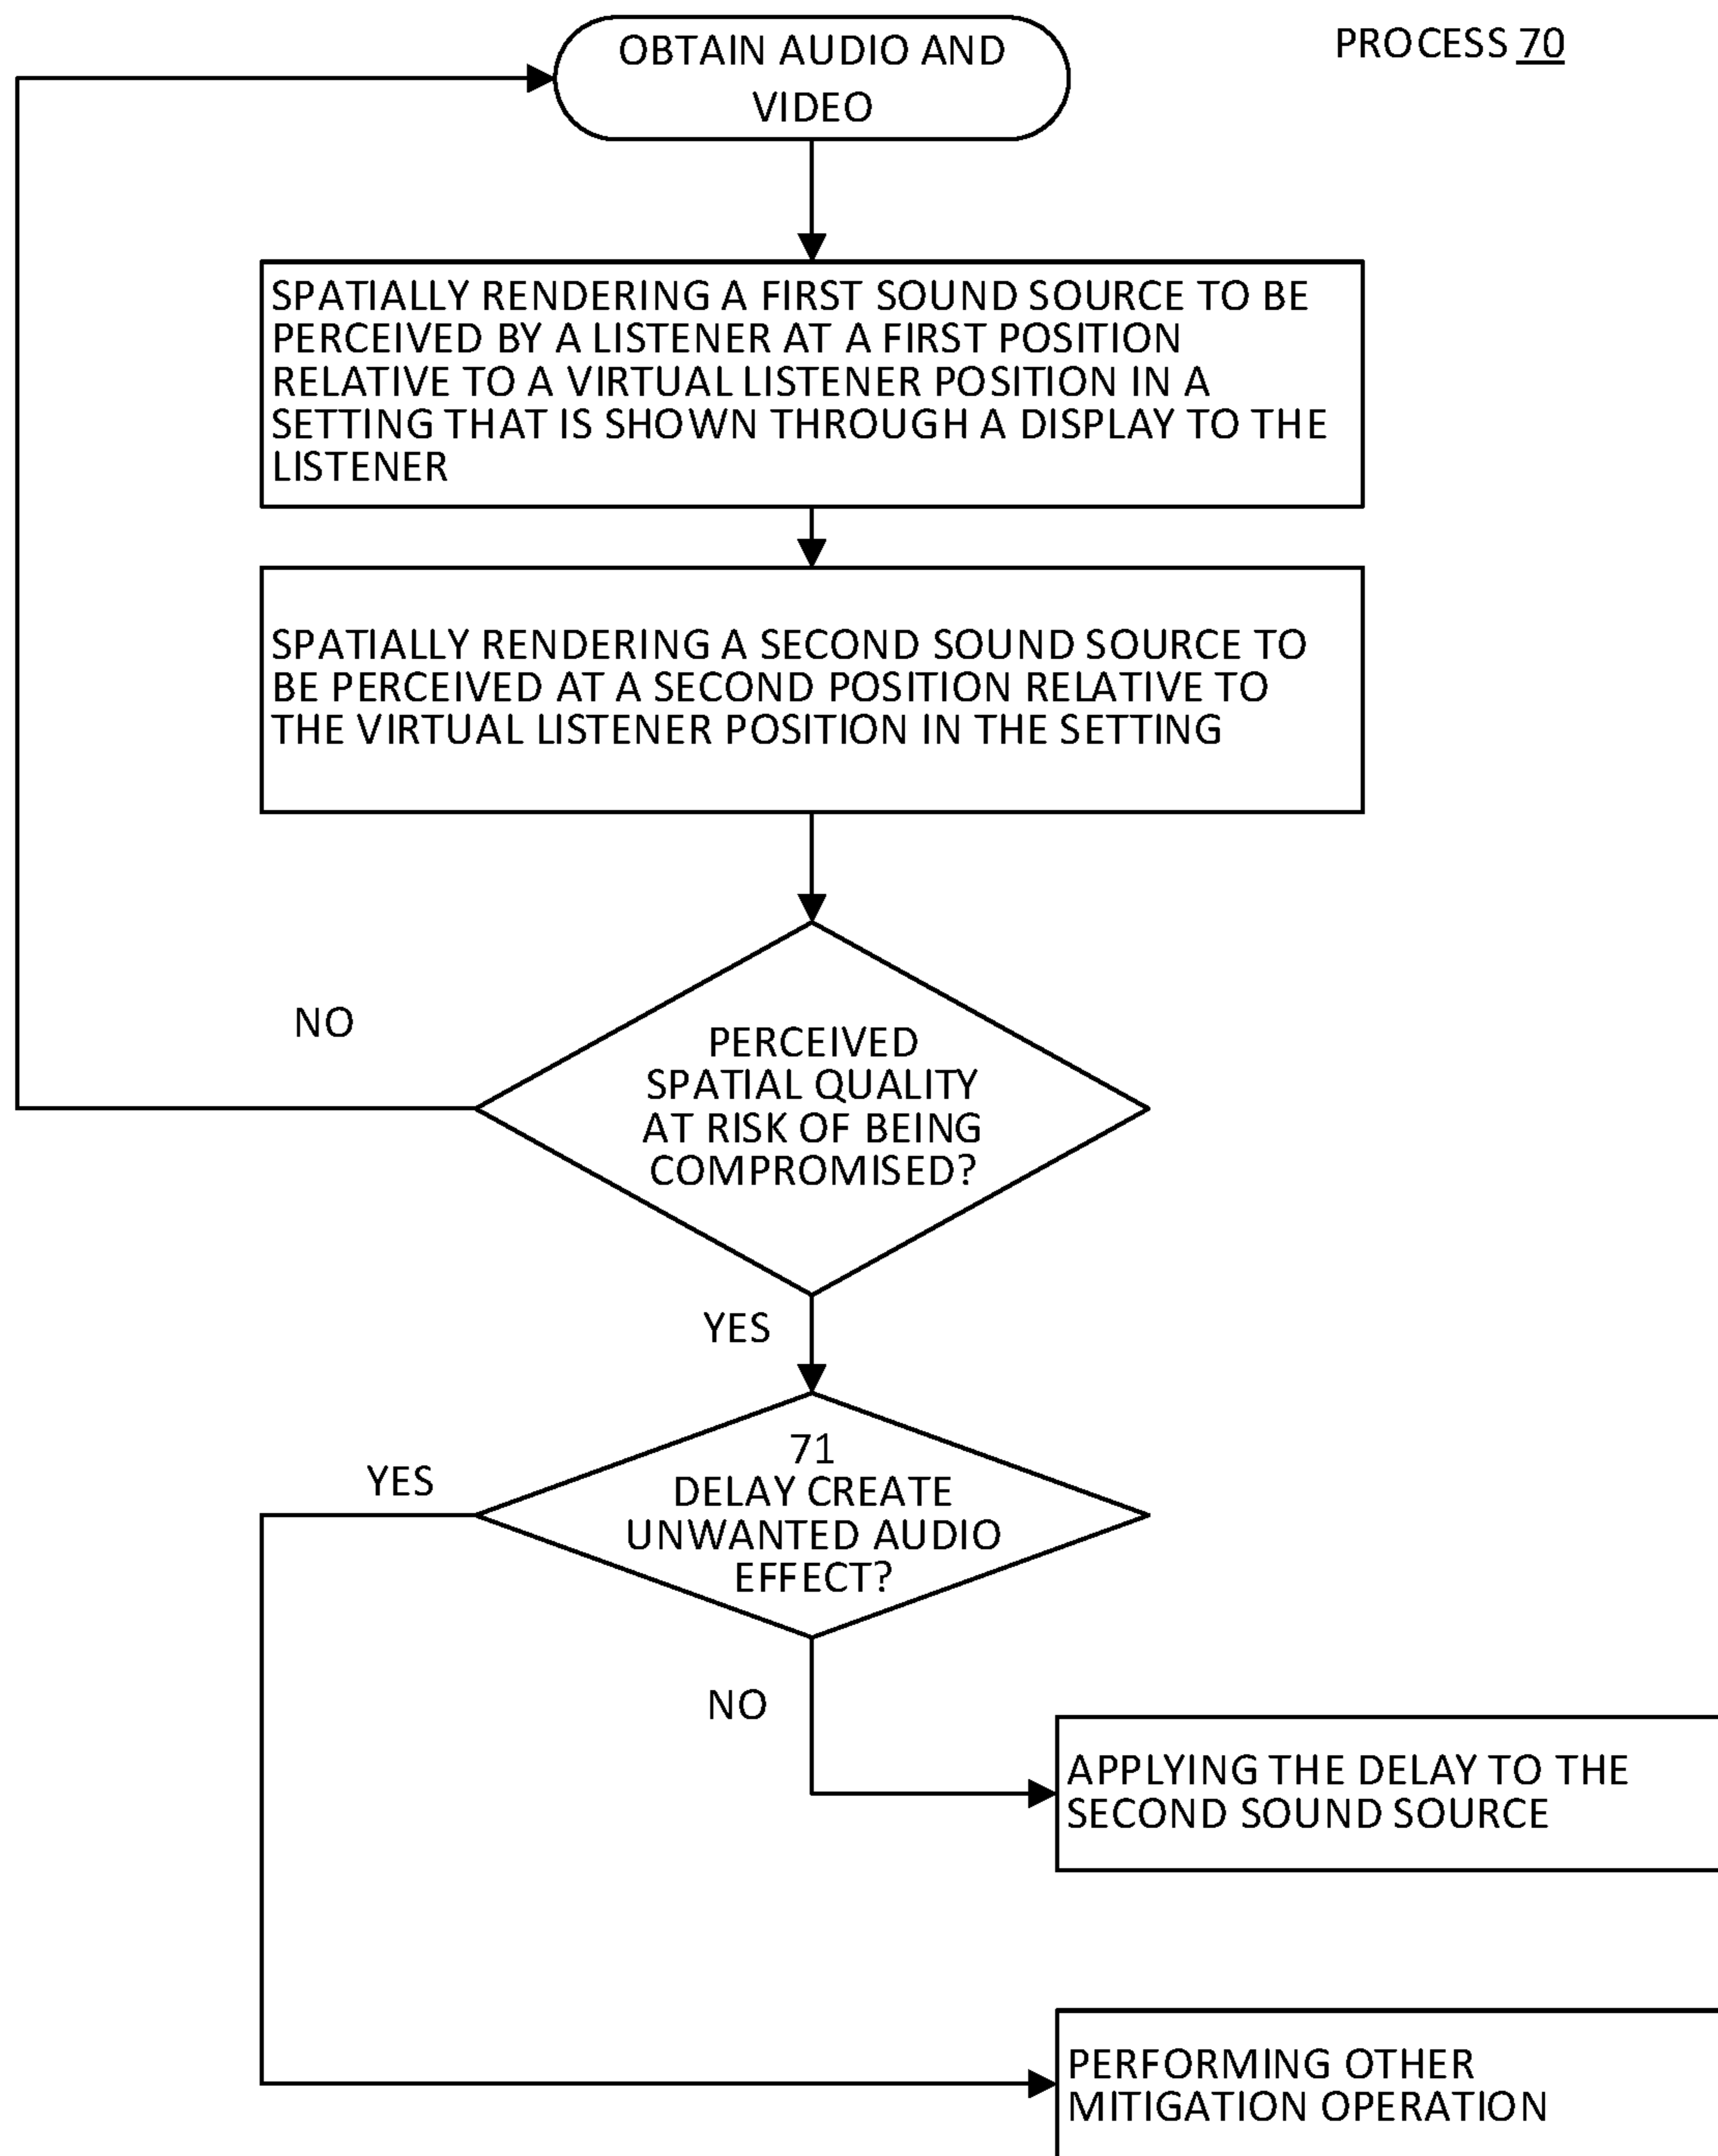 PROCESS 70
OBTAIN AUDIO AND
VIDEO
SPATIALLY RENDERING A FIRST SOUND SOURCE TO BE
PERCEIVED BY A LISTENER AT A FIRST POSITION
RELATIVE TO A VIRTUAL LISTENER POSITION IN A
SETTING THAT IS SHOWN THROUGH A DISPLAY TO THE
LISTENER
SPATIALLY RENDERING A SECOND SOUND SOURCE TO
BE PERCEIVED AT A SECOND POSITION RELATIVE TO
THE VIRTUAL LISTENER POSITION IN THE SETTING
NO
PERCEIVED
SPATIAL QUALITY
AT RISK OF BEING
COMPROMISED?
YES
YES
71
DELAY CREATE
UNWANTED AUDIO
EFFECT?
NO
APPLYING THE DELAY TO THE
SECOND SOUND SOURCE
PERFORMING OTHER
MITIGATION OPERATION